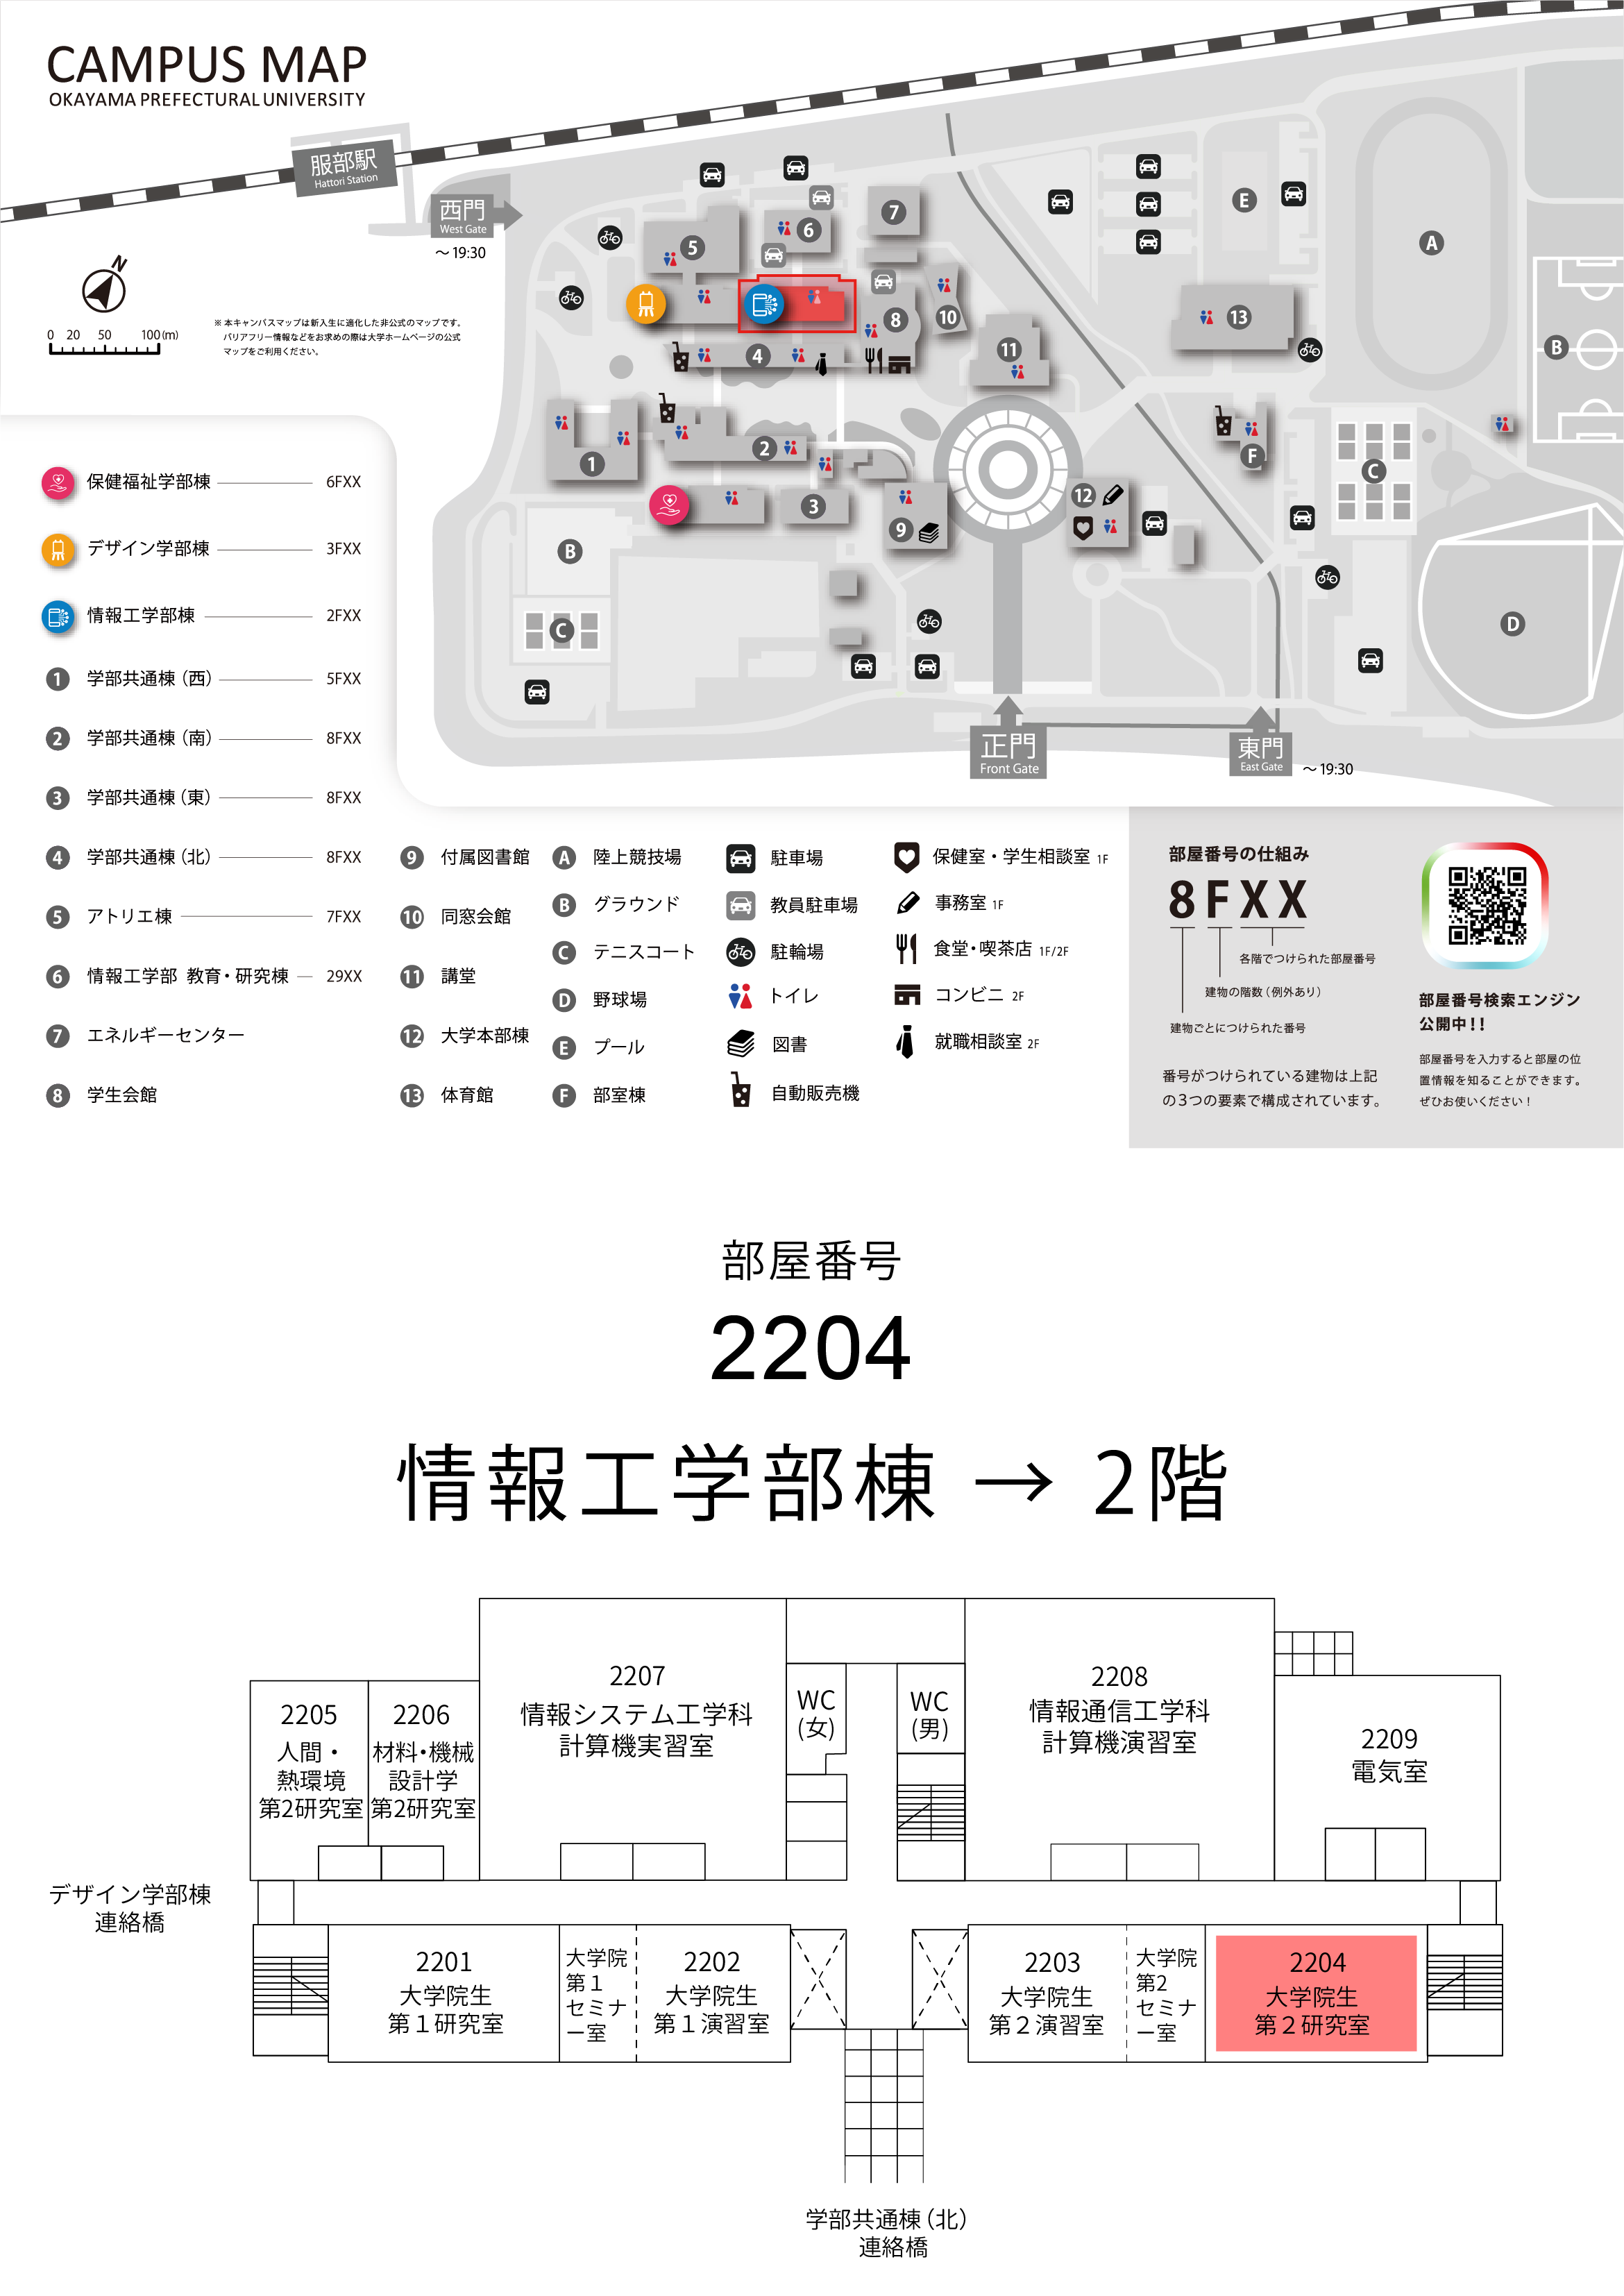 CAMPUS MAP
OKAYAMA PREFECTURAL UNIVERSITY
服部駅
Hattori Station
西門
West Gate
～19:30
N
0 20 50 100(m)
※ 本キャンパスマップは新入生に適化した非公式のマップです。
バリアフリー情報などをお求めの際は大学ホームページの公式
マップをご利用ください。
7
6
5
E
A
8
10
13
11
4
B
2
1
F
C
12
3
9
B
C
D
正門
Front Gate
東門
East Gate
～19:30
保健福祉学部棟 6FXX
デザイン学部棟 3FXX
情報工学部棟 2FXX
1 学部共通棟（西） 5FXX
2 学部共通棟（南） 8FXX
3 学部共通棟（東） 8FXX
4 学部共通棟（北） 8FXX
5 アトリエ棟 7FXX
6 情報工学部 教育・研究棟 29XX
7 エネルギーセンター
8 学生会館
9 付属図書館
10 同窓会館
11 講堂
12 大学本部棟
13 体育館
A 陸上競技場
B グラウンド
C テニスコート
D 野球場
E プール
F 部室棟
駐車場
教員駐車場
駐輪場
トイレ
図書
自動販売機
保健室・学生相談室 1F
事務室 1F
食堂・喫茶店 1F/2F
コンビニ 2F
就職相談室 2F
部屋番号の仕組み
8FXX
各階でつけられた部屋番号
建物の階数（例外あり）
建物ごとにつけられた番号
番号がつけられている建物は上記
の3つの要素で構成されています。
部屋番号検索エンジン
公開中！！
部屋番号を入力すると部屋の位
置情報を知ることができます。
ぜひお使いください！
部屋番号
2204
情報工学部棟 → 2階
2205
人間・
熱環境
第2研究室
2206
材料・機械
設計学
第2研究室
2207
情報システム工学科
計算機実習室
WC
(女)
WC
(男)
2208
情報通信工学科
計算機演習室
2209
電気室
デザイン学部棟
連絡橋
2201
大学院生
第１研究室
大学院
第１
セミナ
ー室
2202
大学院生
第１演習室
2203
大学院生
第２演習室
大学院
第2
セミナ
ー室
2204
大学院生
第２研究室
学部共通棟（北）
連絡橋